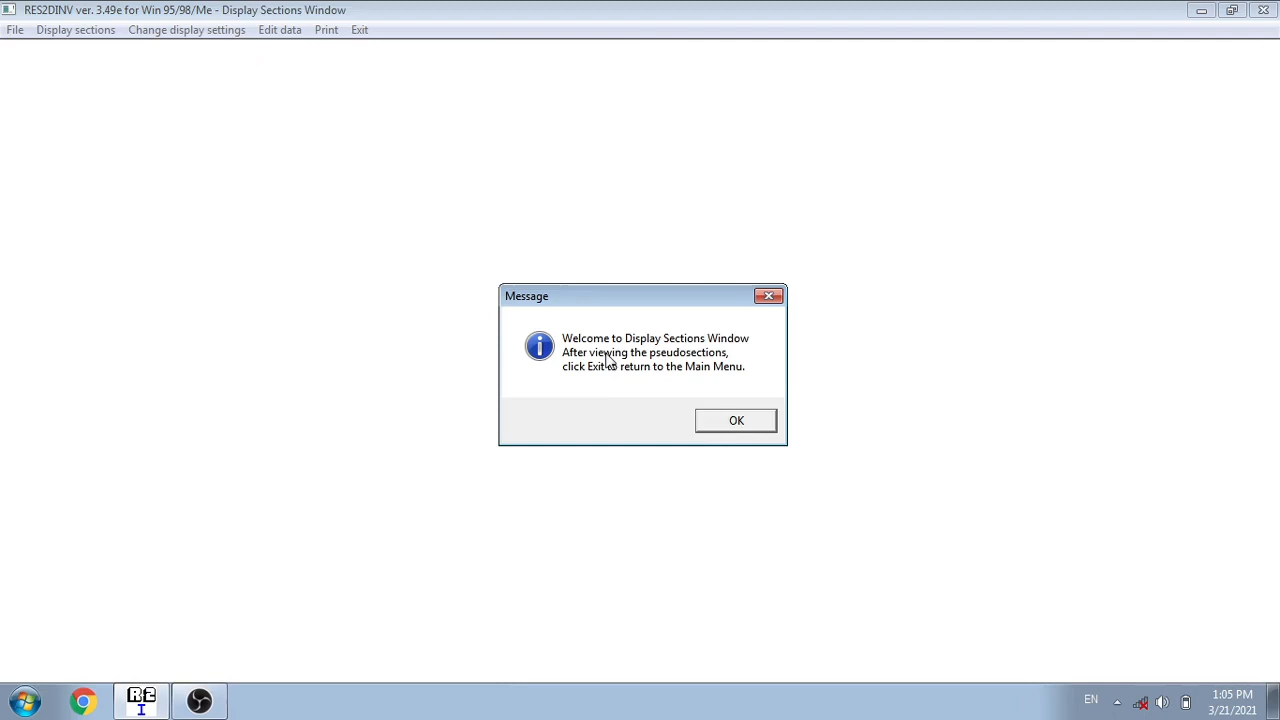 RES2DINV ver. 3.49e for Win 95/98/Me - Display Sections Window
File Display sections Change display settings Edit data Print Exit
Message
Welcome to Display Sections Window
After viewing the pseudosections,
click Exit to return to the Main Menu.
OK
R2
I
EN
1:05 PM
3/21/2021